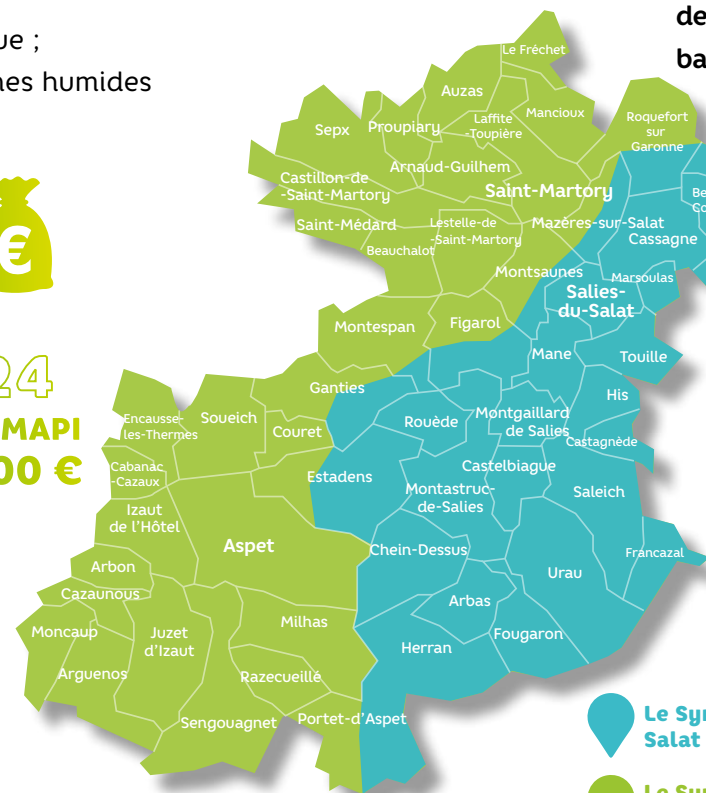 ue ;
nes humides
de
ba
€
24
MAPI
00 €
Le Fréchet
Auzas
Mancioux
Laffite
-Toupière
Sepx
Proupiary
Roquefort
sur
Garonne
Arnaud-Guilhem
Castillon-de
-Saint-Martory
Saint-Martory
Be
Co
Saint-Médard
Lestelle-de
-Saint-Martory
Mazères-sur-Salat
Cassagne
Beauchalot
Montsaunes
Marsoulas
Salies-
du-Salat
Montespan
Figarol
Mane
Touille
Ganties
His
Encausse-
les-Thermes
Soueich
Couret
Rouède
Montgaillard
de Salies
Castagnède
Cabanac
-Cazaux
Estadens
Castelbiague
Montastruc-
de-Salies
Saleich
Izaut
de l'Hôtel
Aspet
Chein-Dessus
Francazal
Arbon
Urau
Cazaunous
Arbas
Moncaup
Juzet
d'Izaut
Milhas
Fougaron
Herran
Arguenos
Razecueillé
Sengouagnet
Portet-d'Aspet
Le Syn
Salat